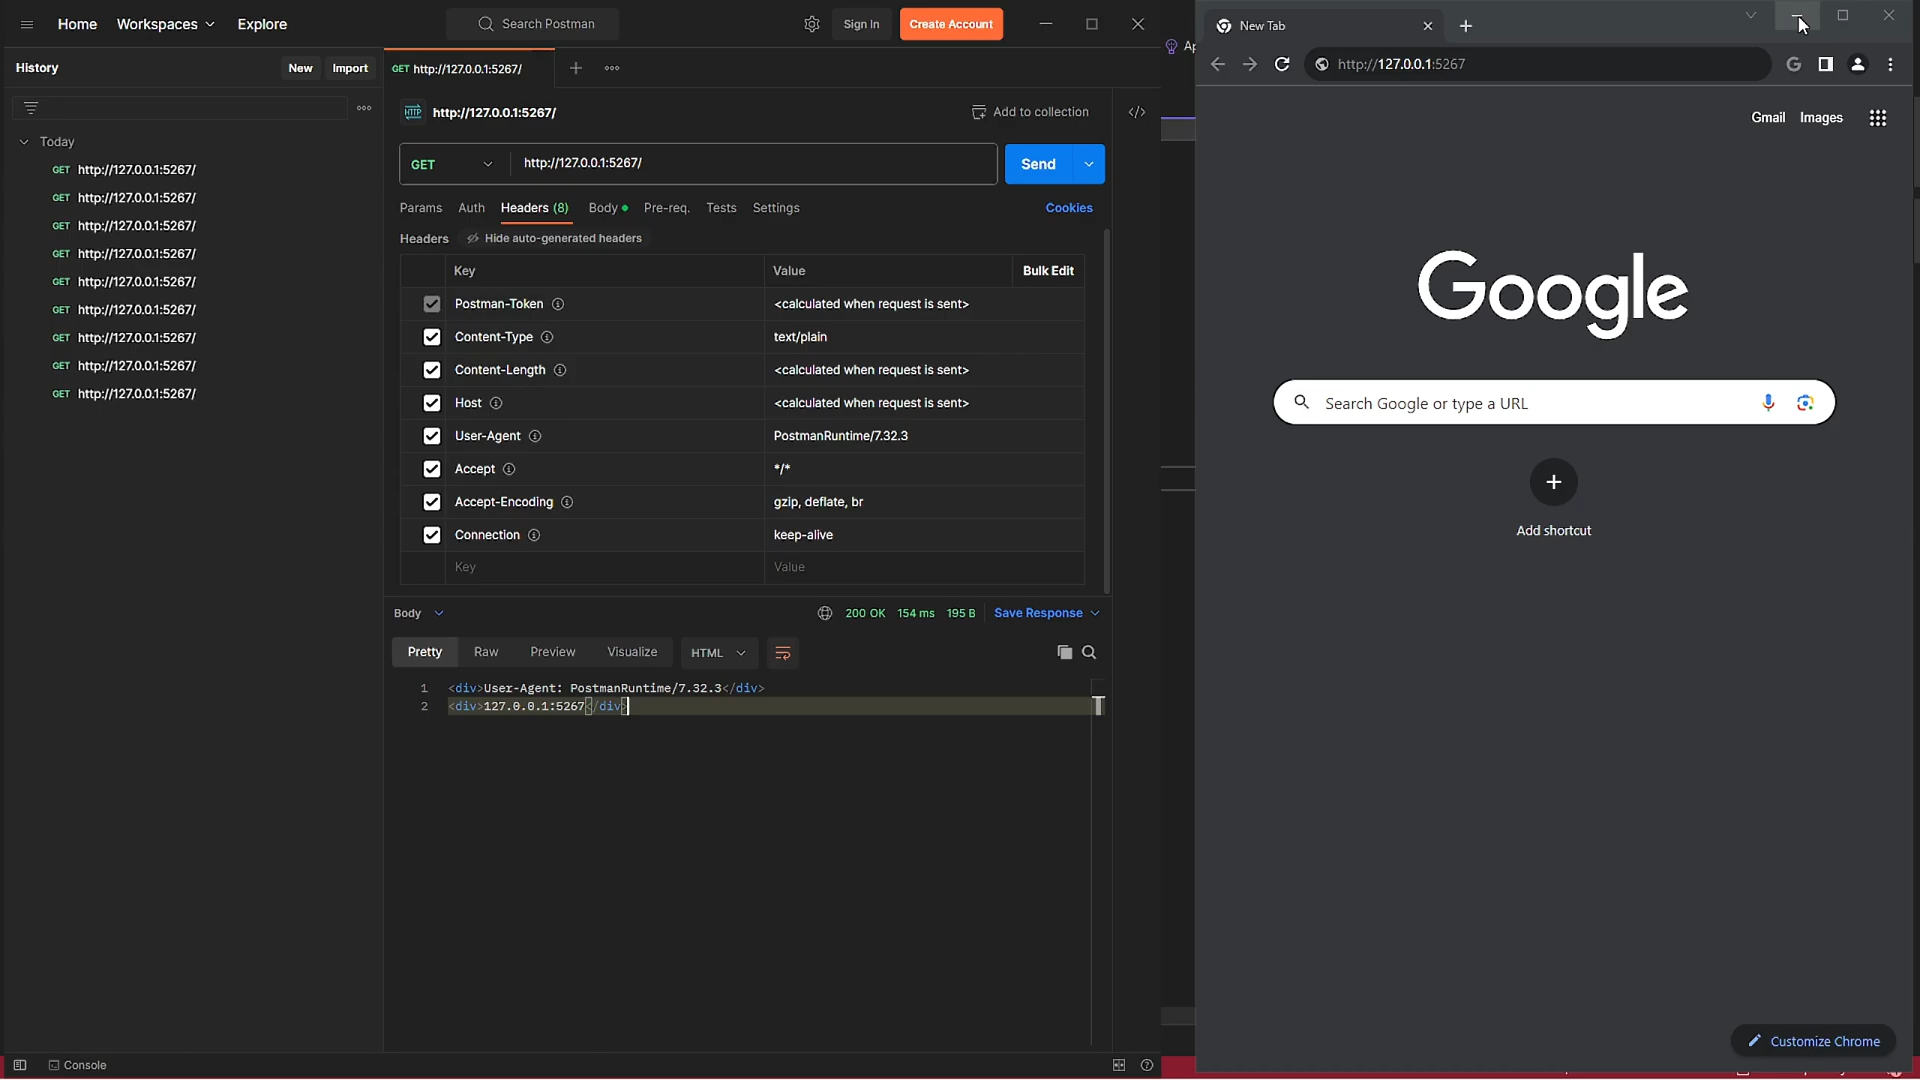 Home Workspaces Explore Search Postman Sign In Create Account
History New Import
GET http://127.0.0.1:5267/
Today
GET http://127.0.0.1:5267/
GET http://127.0.0.1:5267/
GET http://127.0.0.1:5267/
GET http://127.0.0.1:5267/
GET http://127.0.0.1:5267/
GET http://127.0.0.1:5267/
GET http://127.0.0.1:5267/
GET http://127.0.0.1:5267/
GET http://127.0.0.1:5267/
HTTP http://127.0.0.1:5267/ Add to collection </>
GET http://127.0.0.1:5267/ Send
Params Auth Headers (8) Body Pre-req. Tests Settings Cookies
Headers Hide auto-generated headers
Key Value Bulk Edit
Postman-Token <calculated when request is sent>
Content-Type text/plain
Content-Length <calculated when request is sent>
Host <calculated when request is sent>
User-Agent PostmanRuntime/7.32.3
Accept */*
Accept-Encoding gzip, deflate, br
Connection keep-alive
Key Value
Body 200 OK 154 ms 195 B Save Response
Pretty Raw Preview Visualize HTML
1 <div>User-Agent: PostmanRuntime/7.32.3</div>
2 <div>127.0.0.1:5267</div>
Console
Ap
New Tab
http://127.0.0.1:5267
Gmail Images
Google
Search Google or type a URL
Add shortcut
Customize Chrome